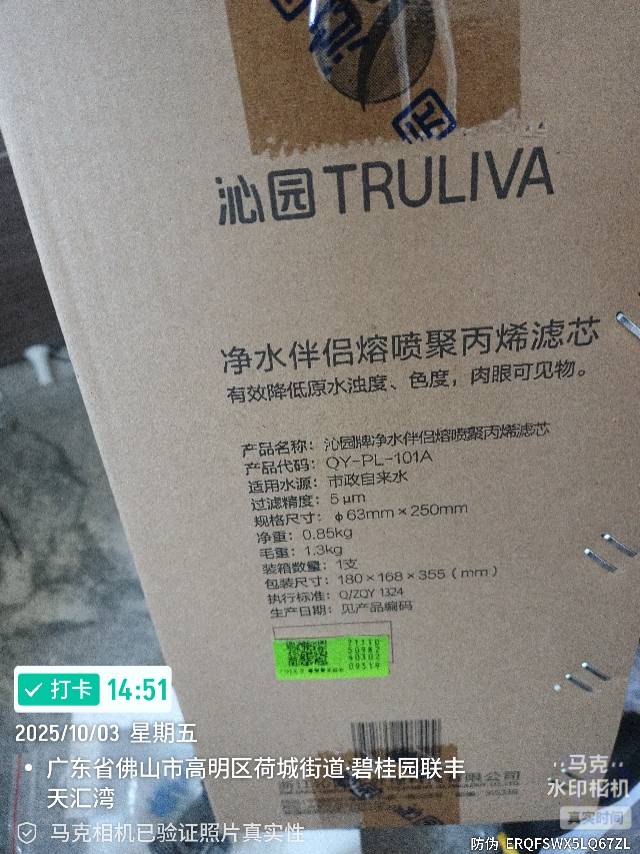 沁园 TRULIVA
净水伴侣熔喷聚丙烯滤芯
有效降低原水浊度、色度，肉眼可见物。
产品名称：沁园牌净水伴侣熔喷聚丙烯滤芯
产品代码：QY-PL-101A
适用水源：市政自来水
过滤精度：5μm
规格尺寸：φ63mm×250mm
净重：0.85kg
毛重：1.3kg
装箱数量：1支
包装尺寸：180×168×355（mm）
执行标准：Q/ZQY 1324
生产日期：见产品编码
限公司
打卡 14:51
2025/10/03 星期五
广东省佛山市高明区荷城街道·碧桂园联丰
天汇湾
马克相机已验证照片真实性
马克
水印相机
真实时间
防伪 ERQFSWX5LQ67ZL